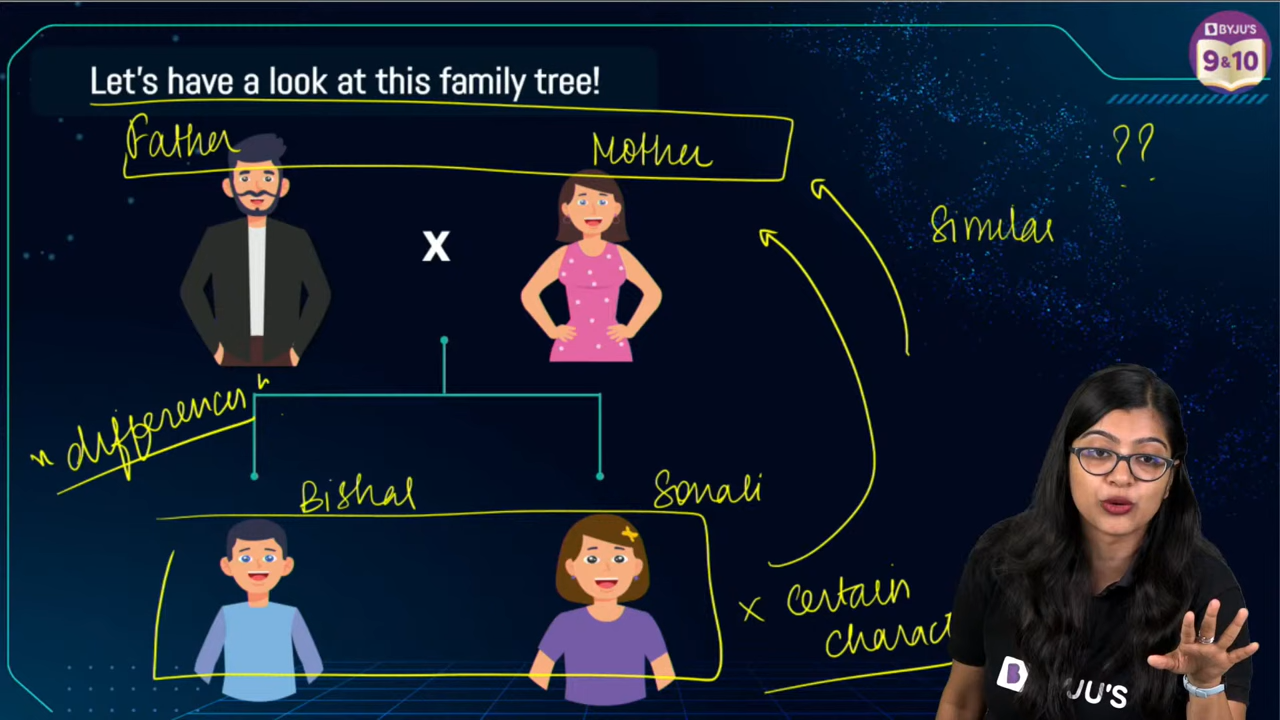 BYJU'S
9&10
Let's have a look at this family tree!
Father
Mother
??
Similar
X
"differences"
Bishal
Sonali
x certain
charact
BYJU'S